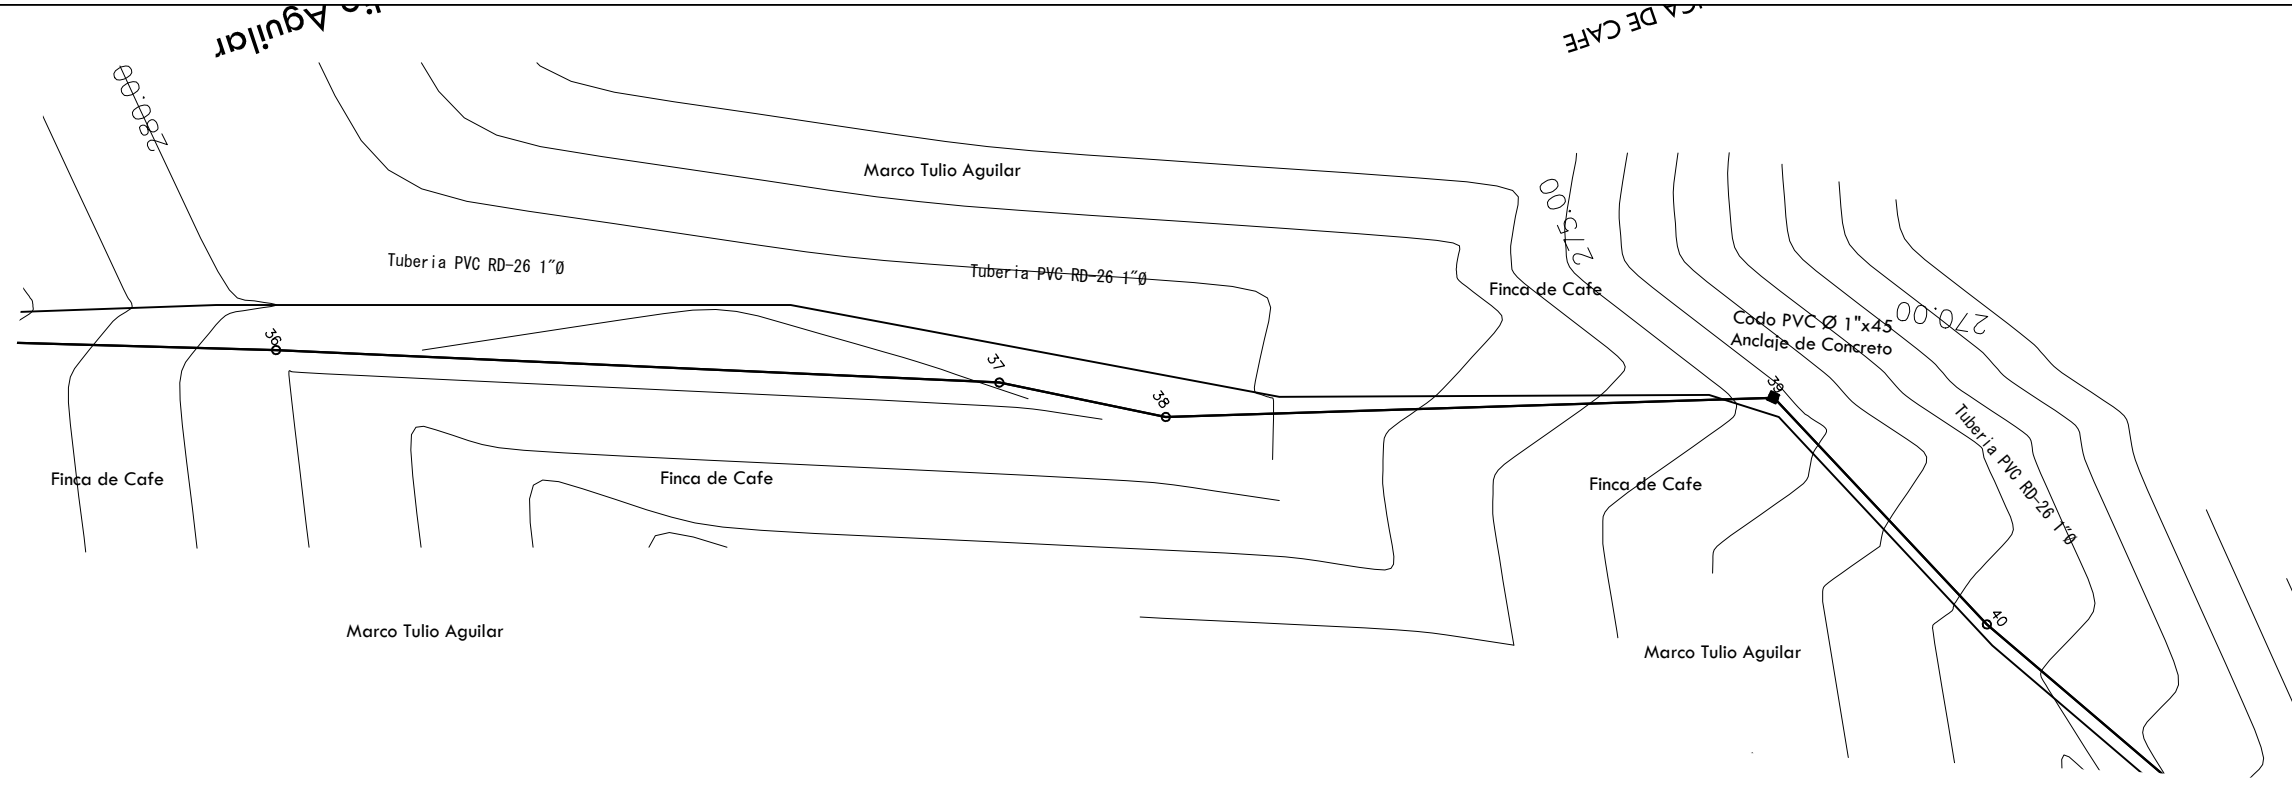 Aguilar
DE CAFE
280.00
Marco Tulio Aguilar
275.00
Tuberia PVC RD-26 1"Ø
Tuberia PVC RD-26 1"Ø
Finca de Cafe
270.00
Codo PVC Ø 1"x45
Anclaje de Concreto
36
37
38
39
Tuberia PVC RD-26 1"Ø
Finca de Cafe
Finca de Cafe
Finca de Cafe
40
Marco Tulio Aguilar
Marco Tulio Aguilar